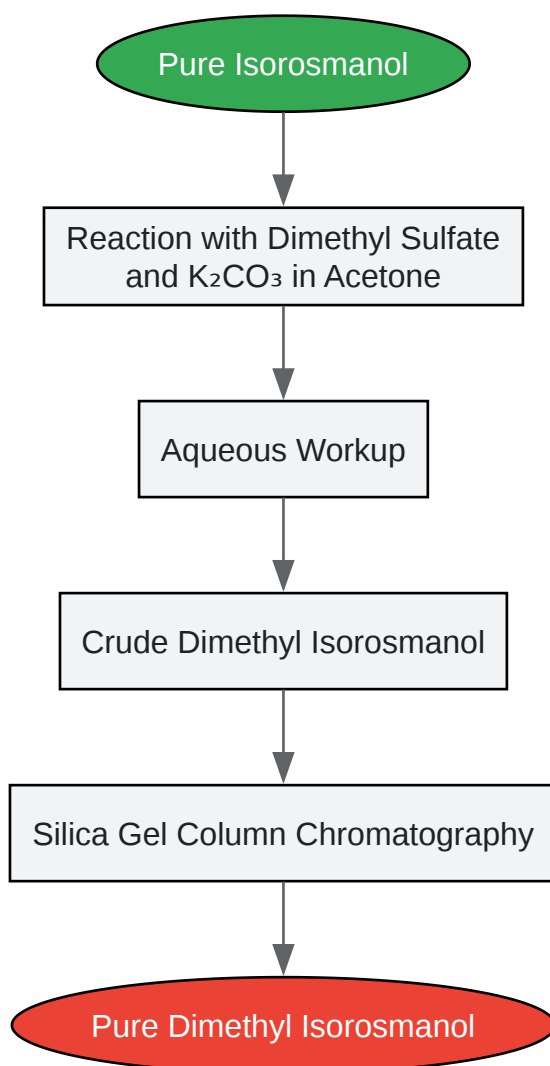 Pure Isorosmanol
Reaction with Dimethyl Sulfate
and K₂CO₃ in Acetone
Aqueous Workup
Crude Dimethyl Isorosmanol
Silica Gel Column Chromatography
Pure Dimethyl Isorosmanol